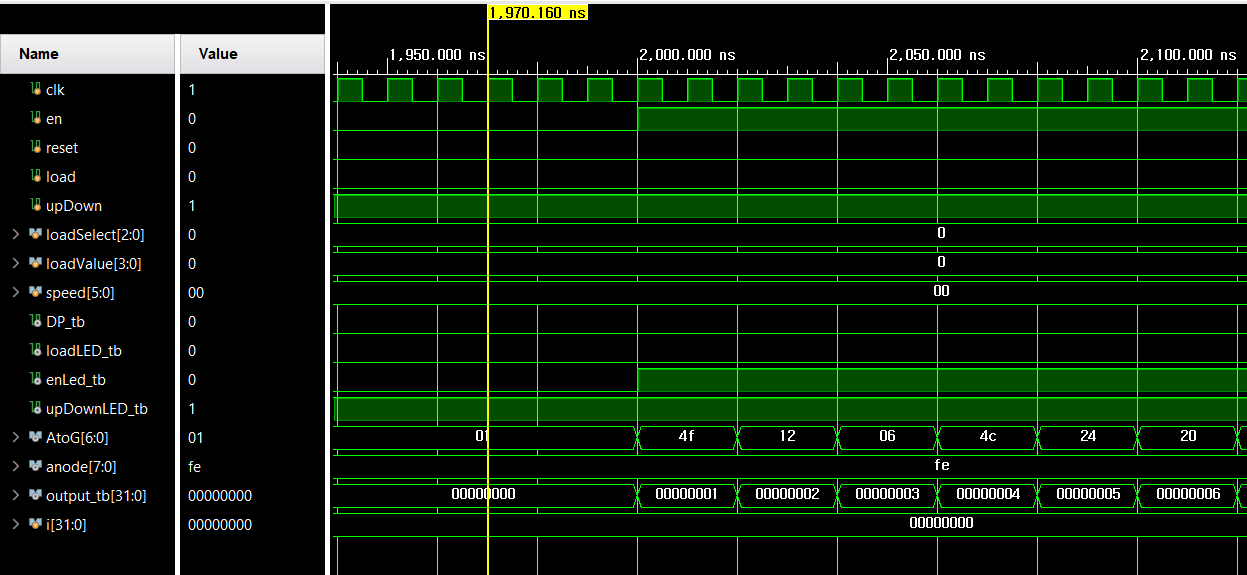 1,970.160 ns
Name Value
1,950.000 ns 2,000.000 ns 2,050.000 ns 2,100.000 ns
clk 1
en 0
reset 0
load 0
upDown 1
loadSelect[2:0] 0 0
loadValue[3:0] 0 0
speed[5:0] 00 00
DP_tb 0
loadLED_tb 0
enLed_tb 0
upDownLED_tb 1
AtoG[6:0] 01 01 4f 12 06 4c 24 20
anode[7:0] fe fe
output_tb[31:0] 00000000 00000000 00000001 00000002 00000003 00000004 00000005 00000006
i[31:0] 00000000 00000000